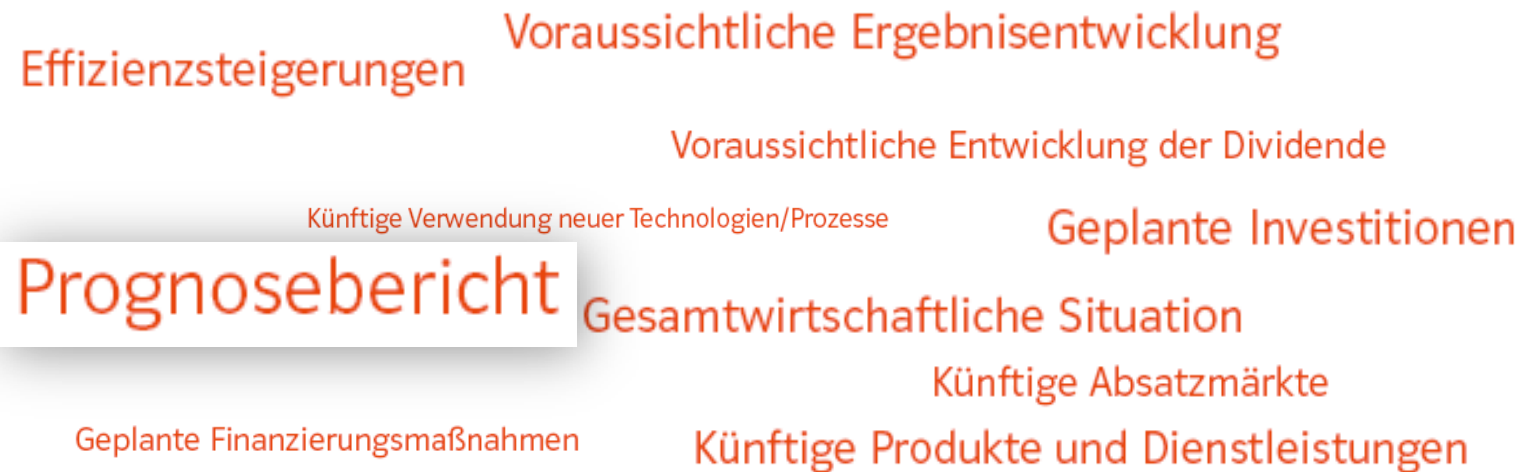 Voraussichtliche Ergebnisentwicklung
Effizienzsteigerungen
Voraussichtliche Entwicklung der Dividende
Künftige Verwendung neuer Technologien/Prozesse
Geplante Investitionen
Prognosebericht
Gesamtwirtschaftliche Situation
Künftige Absatzmärkte
Geplante Finanzierungsmaßnahmen
Künftige Produkte und Dienstleistungen